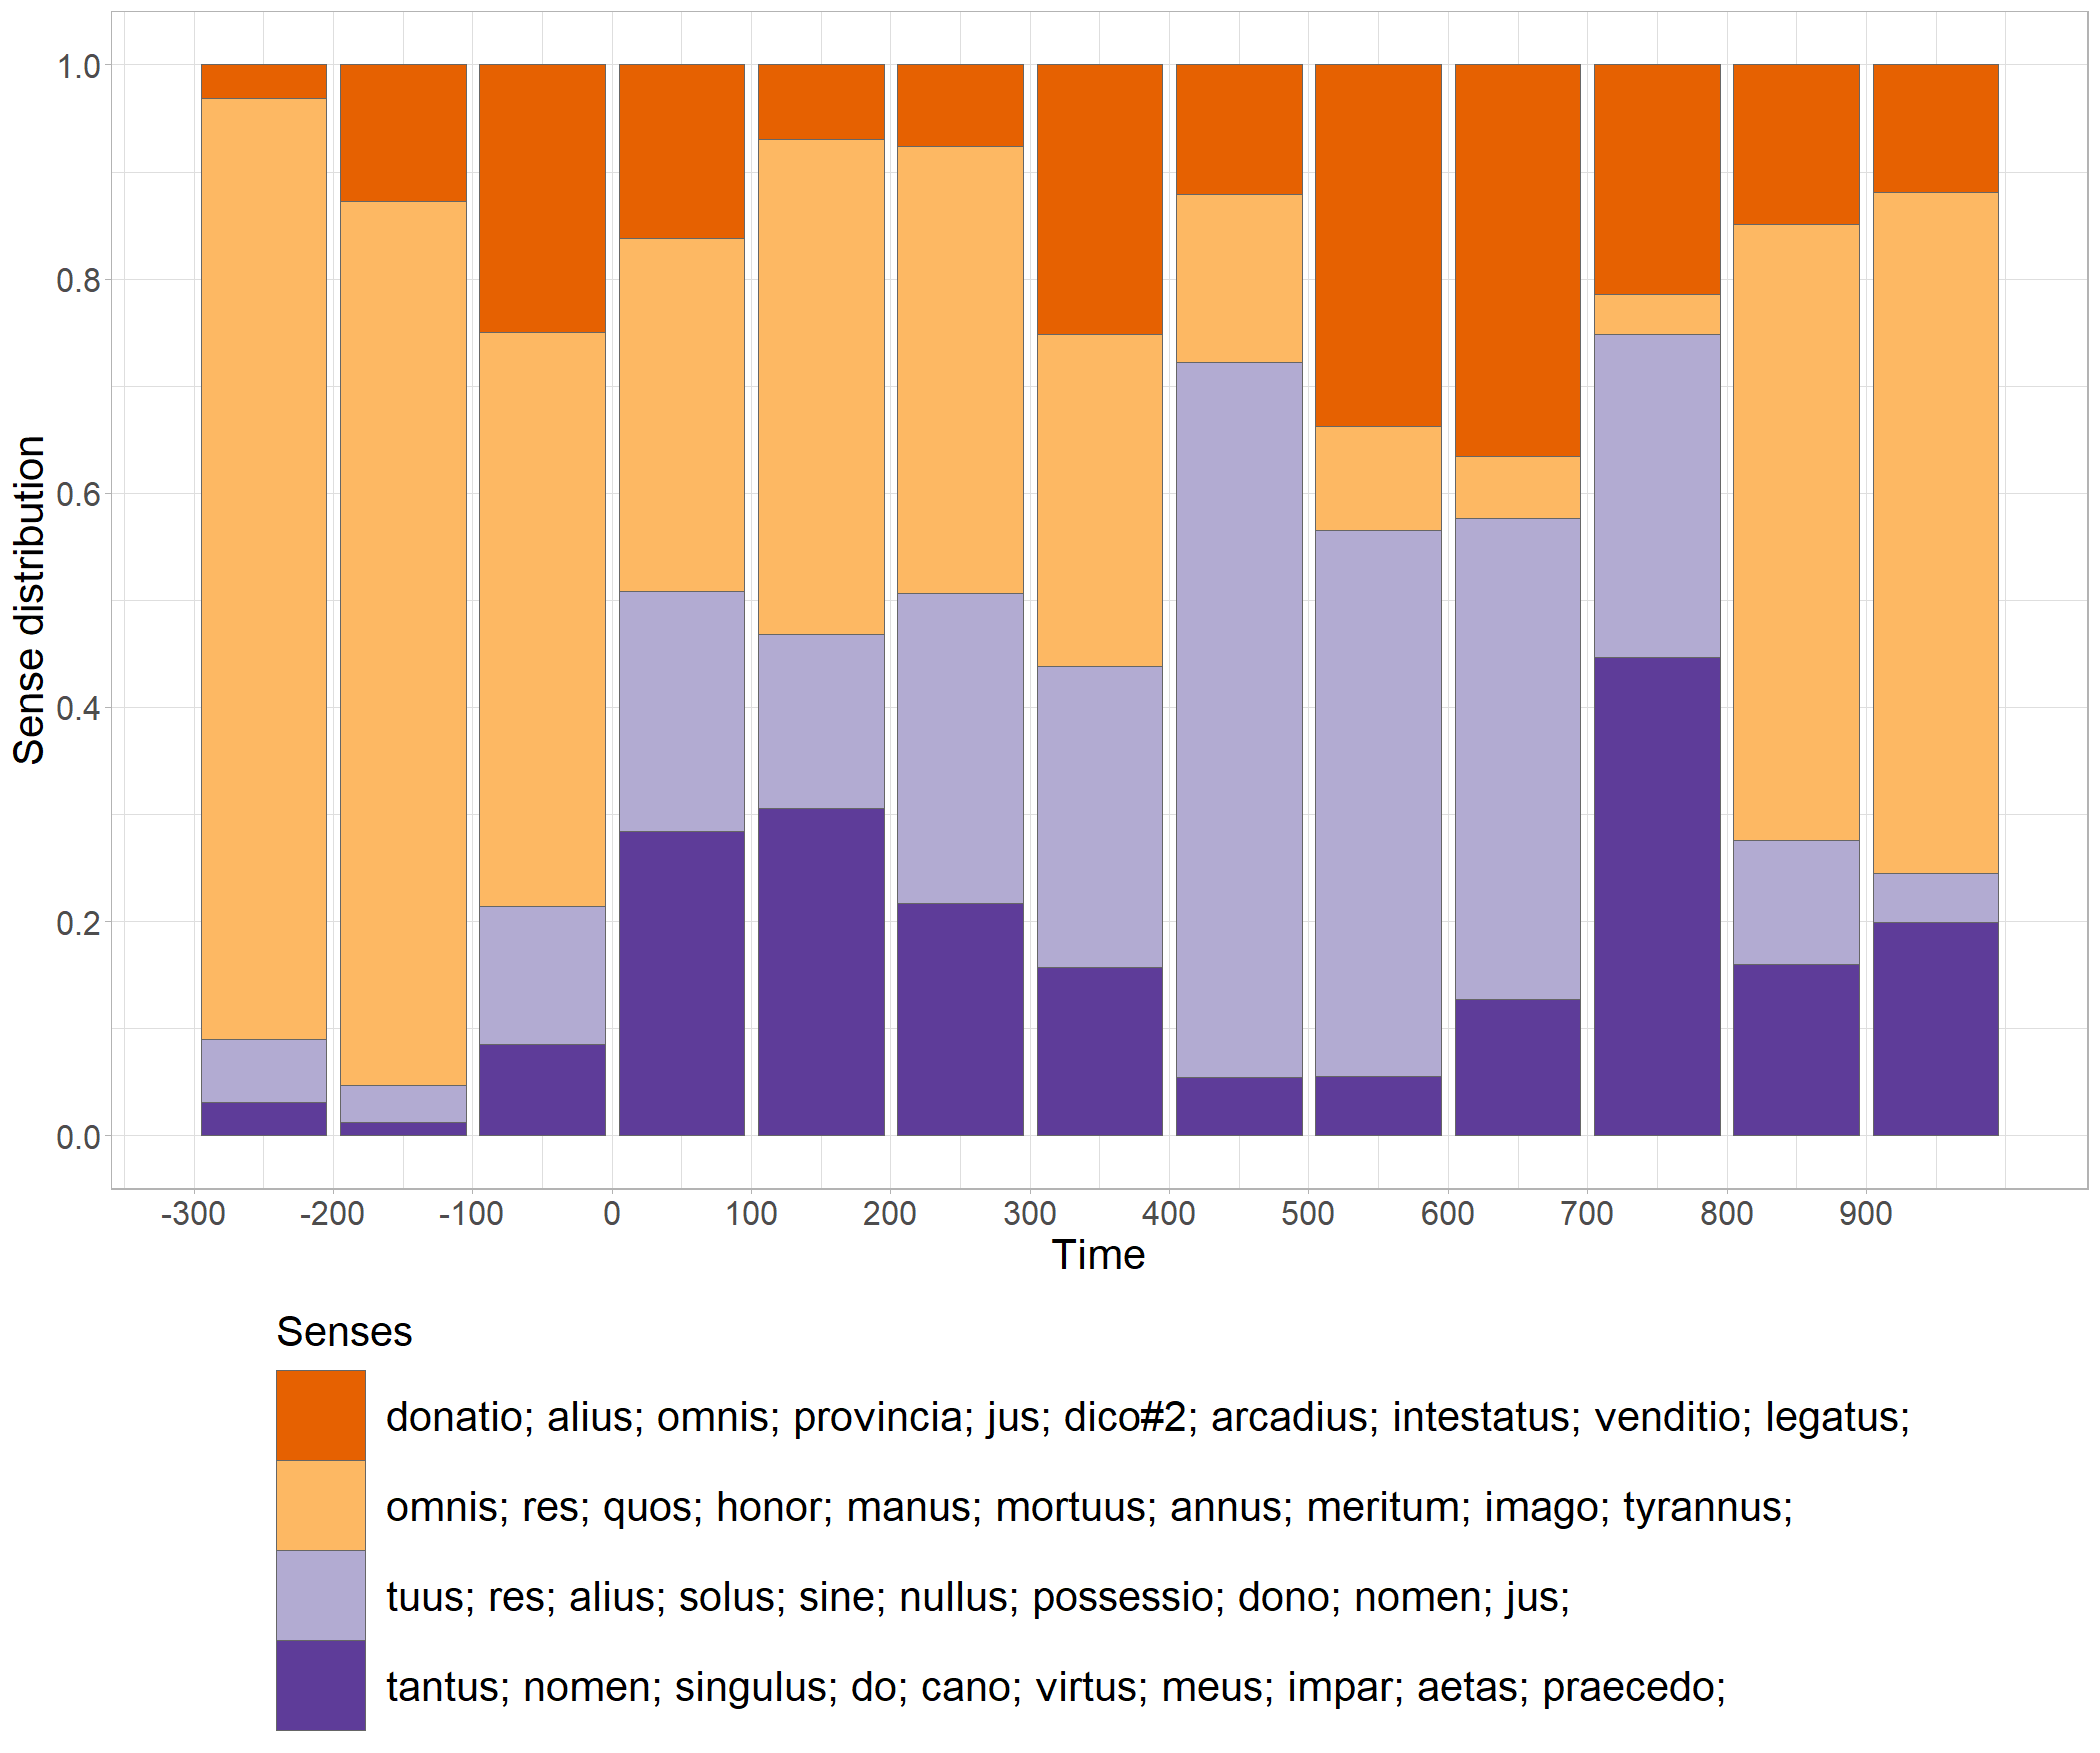 1.0
0.8
0.6
0.4
0.2
0.0
Sense distribution
-300 -200 -100 0 100 200 300 400 500 600 700 800 900
Time
Senses
donatio; alius; omnis; provincia; jus; dico#2; arcadius; intestatus; venditio; legatus;
omnis; res; quos; honor; manus; mortuus; annus; meritum; imago; tyrannus;
tuus; res; alius; solus; sine; nullus; possessio; dono; nomen; jus;
tantus; nomen; singulus; do; cano; virtus; meus; impar; aetas; praecedo;